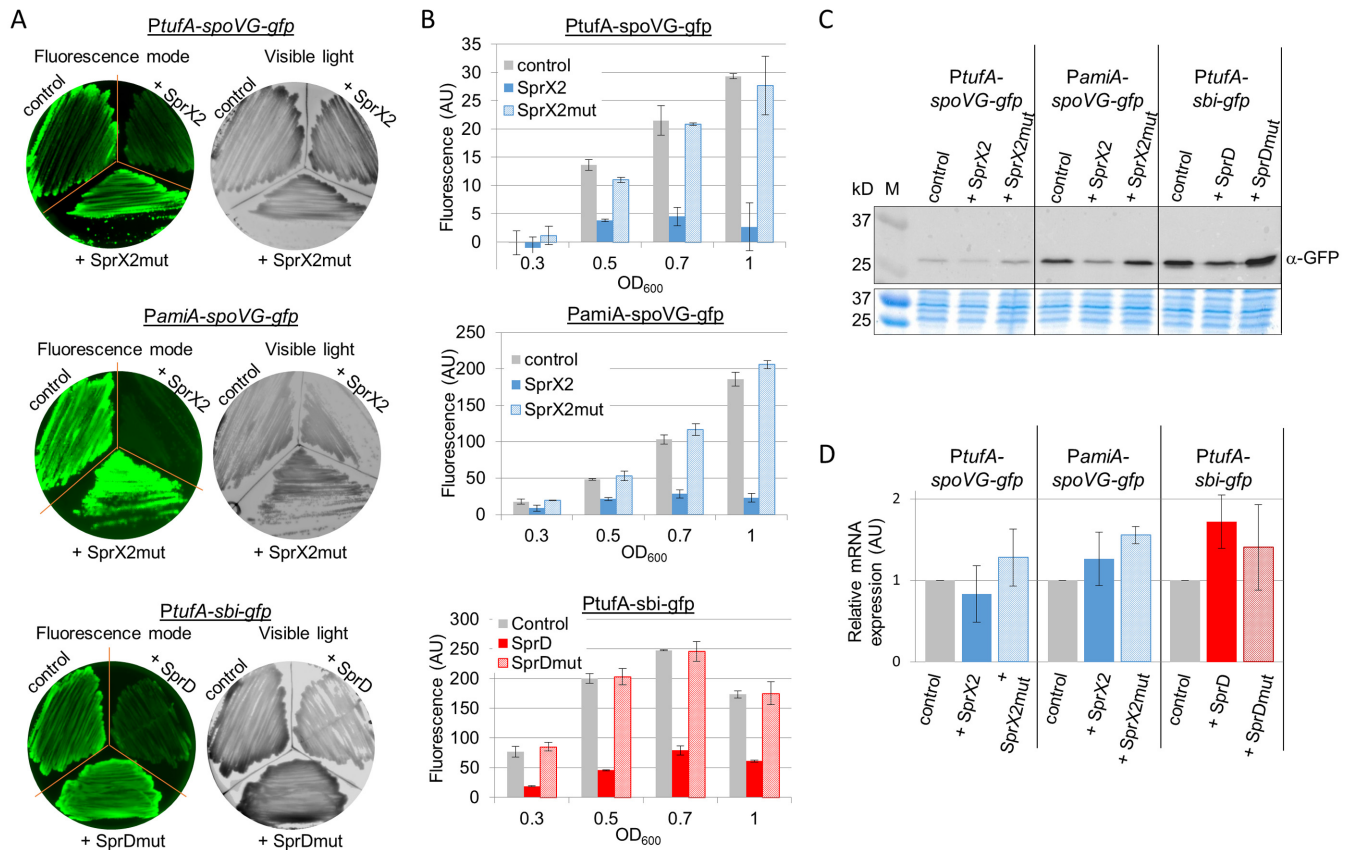 A
PtufA-spoVG-gfp
Fluorescence mode
Visible light
control
+ SprX2
control
+ SprX2
+ SprX2mut
+ SprX2mut
PamiA-spoVG-gfp
Fluorescence mode
Visible light
control
+ SprX2
control
+ SprX2
+ SprX2mut
+ SprX2mut
PtufA-sbi-gfp
Fluorescence mode
Visible light
control
+ SprD
control
+ SprD
+ SprDmut
+ SprDmut
B
PtufA-spoVG-gfp
Fluorescence (AU)
35
30
25
20
15
10
5
0
control
SprX2
SprX2mut
0.3
0.5
0.7
1
OD600
PamiA-spoVG-gfp
Fluorescence (AU)
250
200
150
100
50
0
control
SprX2
SprX2mut
0.3
0.5
0.7
1
OD600
PtufA-sbi-gfp
Fluorescence (AU)
300
250
200
150
100
50
0
Control
SprD
SprDmut
0.3
0.5
0.7
1
OD600
C
PtufA-
spoVG-gfp
PamiA-
spoVG-gfp
PtufA-
sbi-gfp
kD
M
control
+ SprX2
+ SprX2mut
control
+ SprX2
+ SprX2mut
control
+ SprD
+ SprDmut
37
25
α-GFP
37
25
D
PtufA-
spoVG-gfp
PamiA-
spoVG-gfp
PtufA-
sbi-gfp
Relative mRNA
expression (AU)
2
1
0
control
+ SprX2
+
SprX2mut
control
+ SprX2
+ SprX2mut
control
+ SprD
+ SprDmut